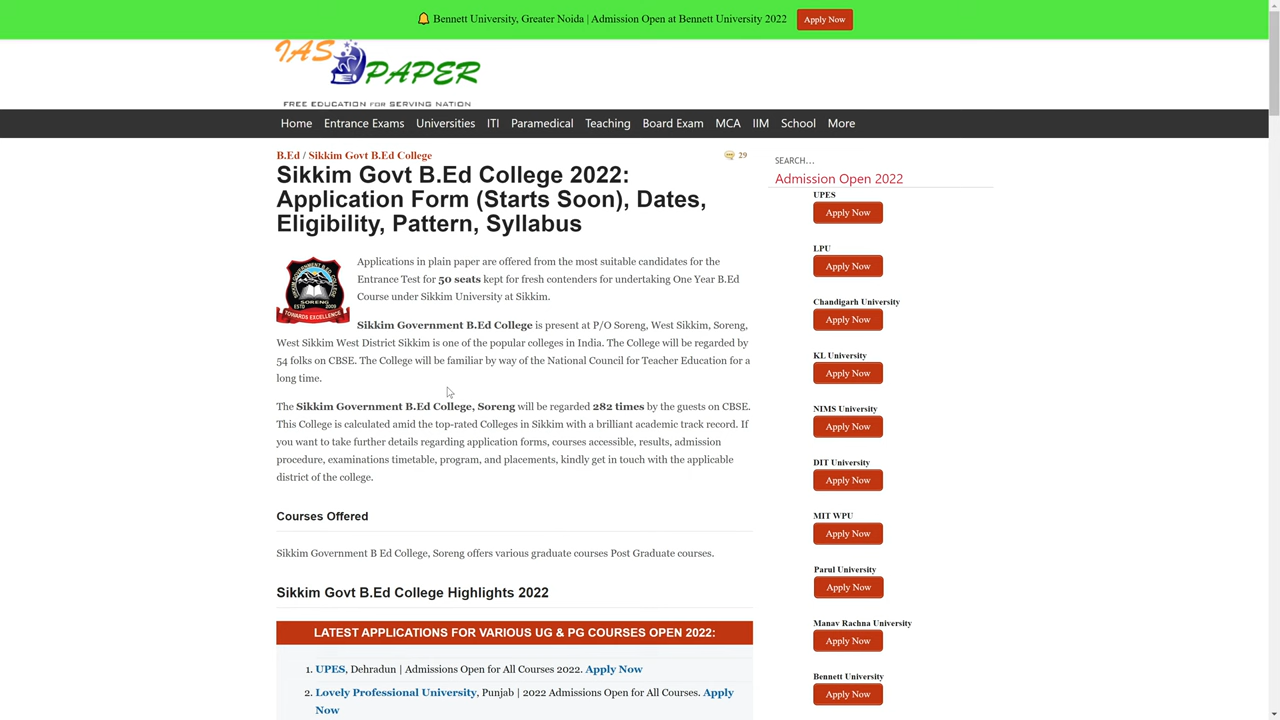 Bennett University, Greater Noida | Admission Open at Bennett University 2022 Apply Now
IAS PAPER
FREE EDUCATION FOR SERVING NATION
Home Entrance Exams Universities ITI Paramedical Teaching Board Exam MCA IIM School More
B.Ed / Sikkim Govt B.Ed College 29
Sikkim Govt B.Ed College 2022:
Application Form (Starts Soon), Dates,
Eligibility, Pattern, Syllabus
SIKKIM GOVERNMENT B.ED COLLEGE
SORENG
ESTD 2008
TOWARDS EXCELLENCE
Applications in plain paper are offered from the most suitable candidates for the
Entrance Test for 50 seats kept for fresh contenders for undertaking One Year B.Ed
Course under Sikkim University at Sikkim.
Sikkim Government B.Ed College is present at P/O Soreng, West Sikkim, Soreng,
West Sikkim West District Sikkim is one of the popular colleges in India. The College will be regarded by
54 folks on CBSE. The College will be familiar by way of the National Council for Teacher Education for a
long time.
The Sikkim Government B.Ed College, Soreng will be regarded 282 times by the guests on CBSE.
This College is calculated amid the top-rated Colleges in Sikkim with a brilliant academic track record. If
you want to take further details regarding application forms, courses accessible, results, admission
procedure, examinations timetable, program, and placements, kindly get in touch with the applicable
district of the college.
Courses Offered
Sikkim Government B Ed College, Soreng offers various graduate courses Post Graduate courses.
Sikkim Govt B.Ed College Highlights 2022
LATEST APPLICATIONS FOR VARIOUS UG & PG COURSES OPEN 2022:
1. UPES, Dehradun | Admissions Open for All Courses 2022. Apply Now
2. Lovely Professional University, Punjab | 2022 Admissions Open for All Courses. Apply
Now
SEARCH...
Admission Open 2022
UPES
Apply Now
LPU
Apply Now
Chandigarh University
Apply Now
KL University
Apply Now
NIMS University
Apply Now
DIT University
Apply Now
MIT WPU
Apply Now
Parul University
Apply Now
Manav Rachna University
Apply Now
Bennett University
Apply Now